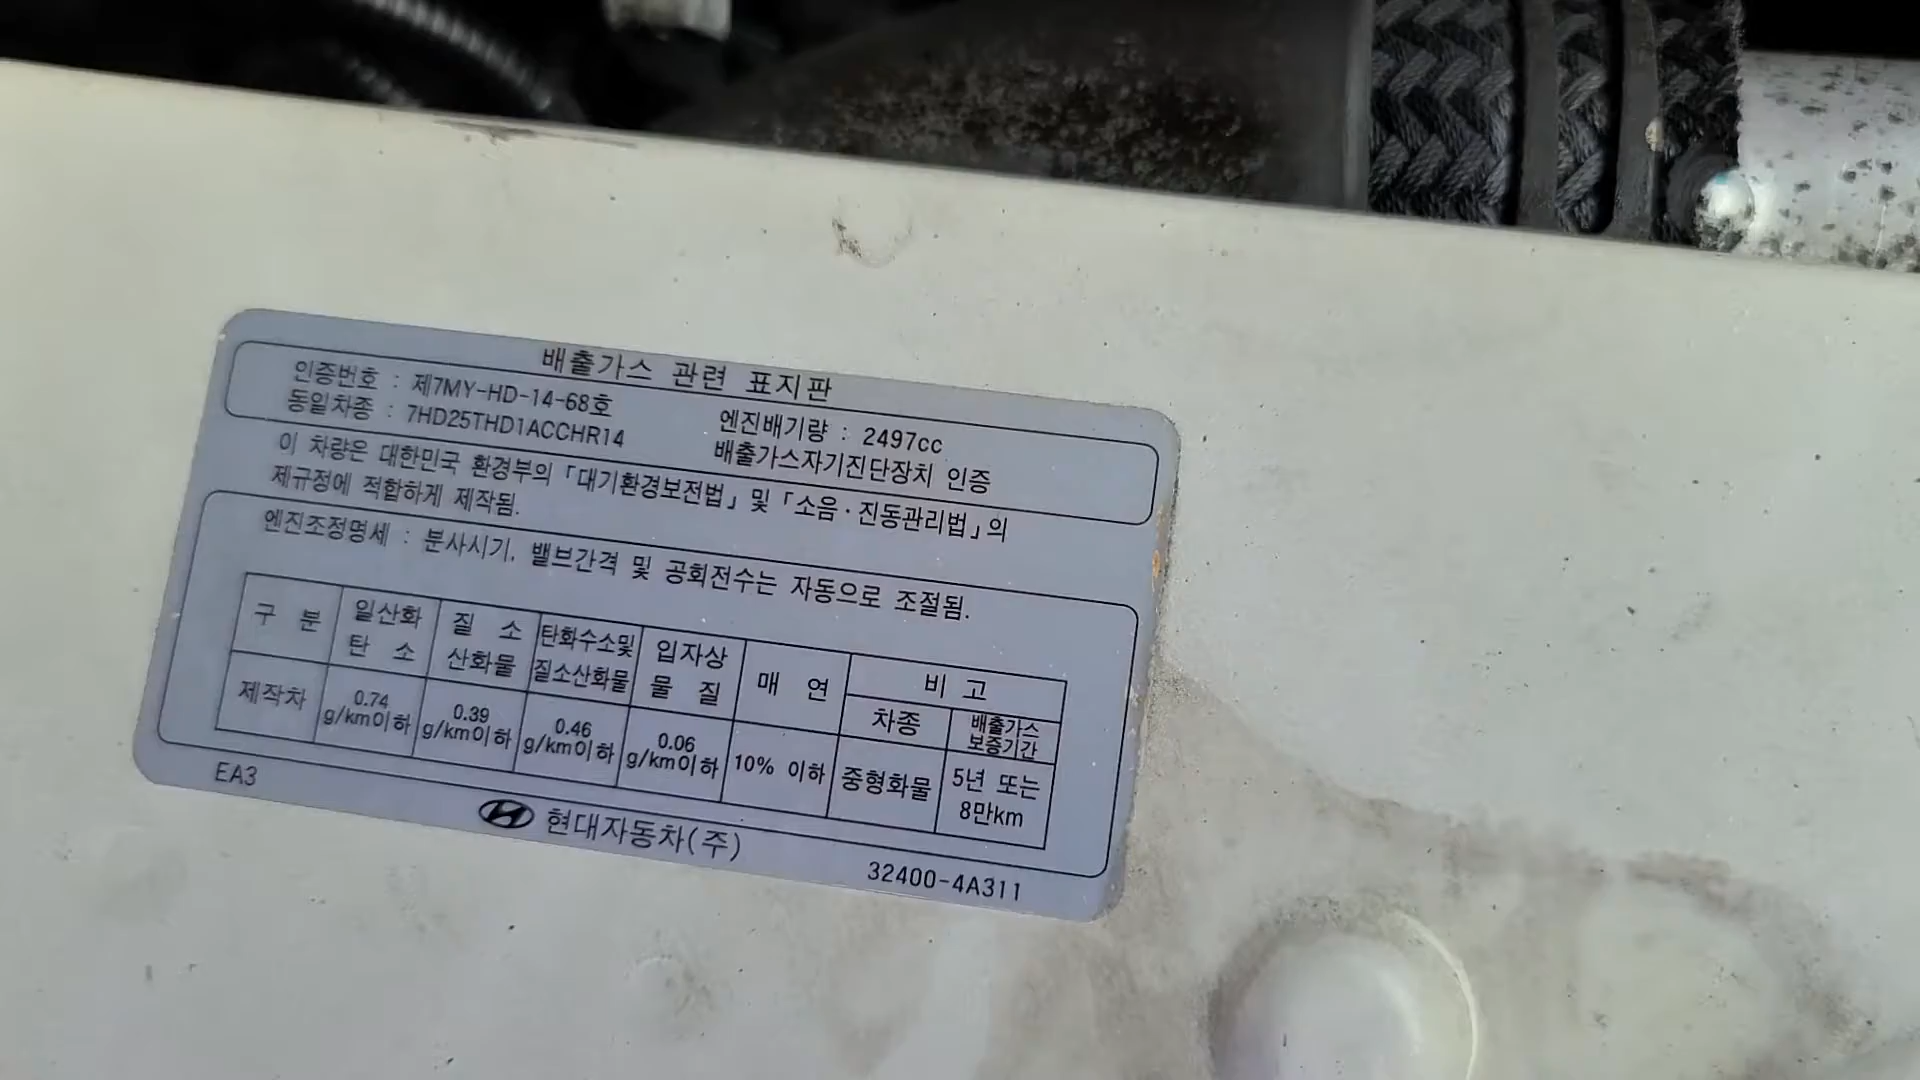 배출가스 관련 표지판
인증번호 : 제7MY-HD-14-68호
동일차종 : 7HD25THD1ACCHR14
엔진배기량 : 2497cc
배출가스자기진단장치 인증
이 차량은 대한민국 환경부의 「대기환경보전법」 및 「소음·진동관리법」의
제규정에 적합하게 제작됨.
엔진조정명세 : 분사시기, 밸브간격 및 공회전수는 자동으로 조절됨.
구 분
일산화
탄 소
질 소
산화물
탄화수소및
질소산화물
입자상
물 질
매 연
비 고
차종
배출가스
보증기간
제작차
0.74
g/km이하
0.39
g/km이하
0.46
g/km이하
0.06
g/km이하
10% 이하
중형화물
5년 또는
8만km
EA3
현대자동차(주)
32400-4A311